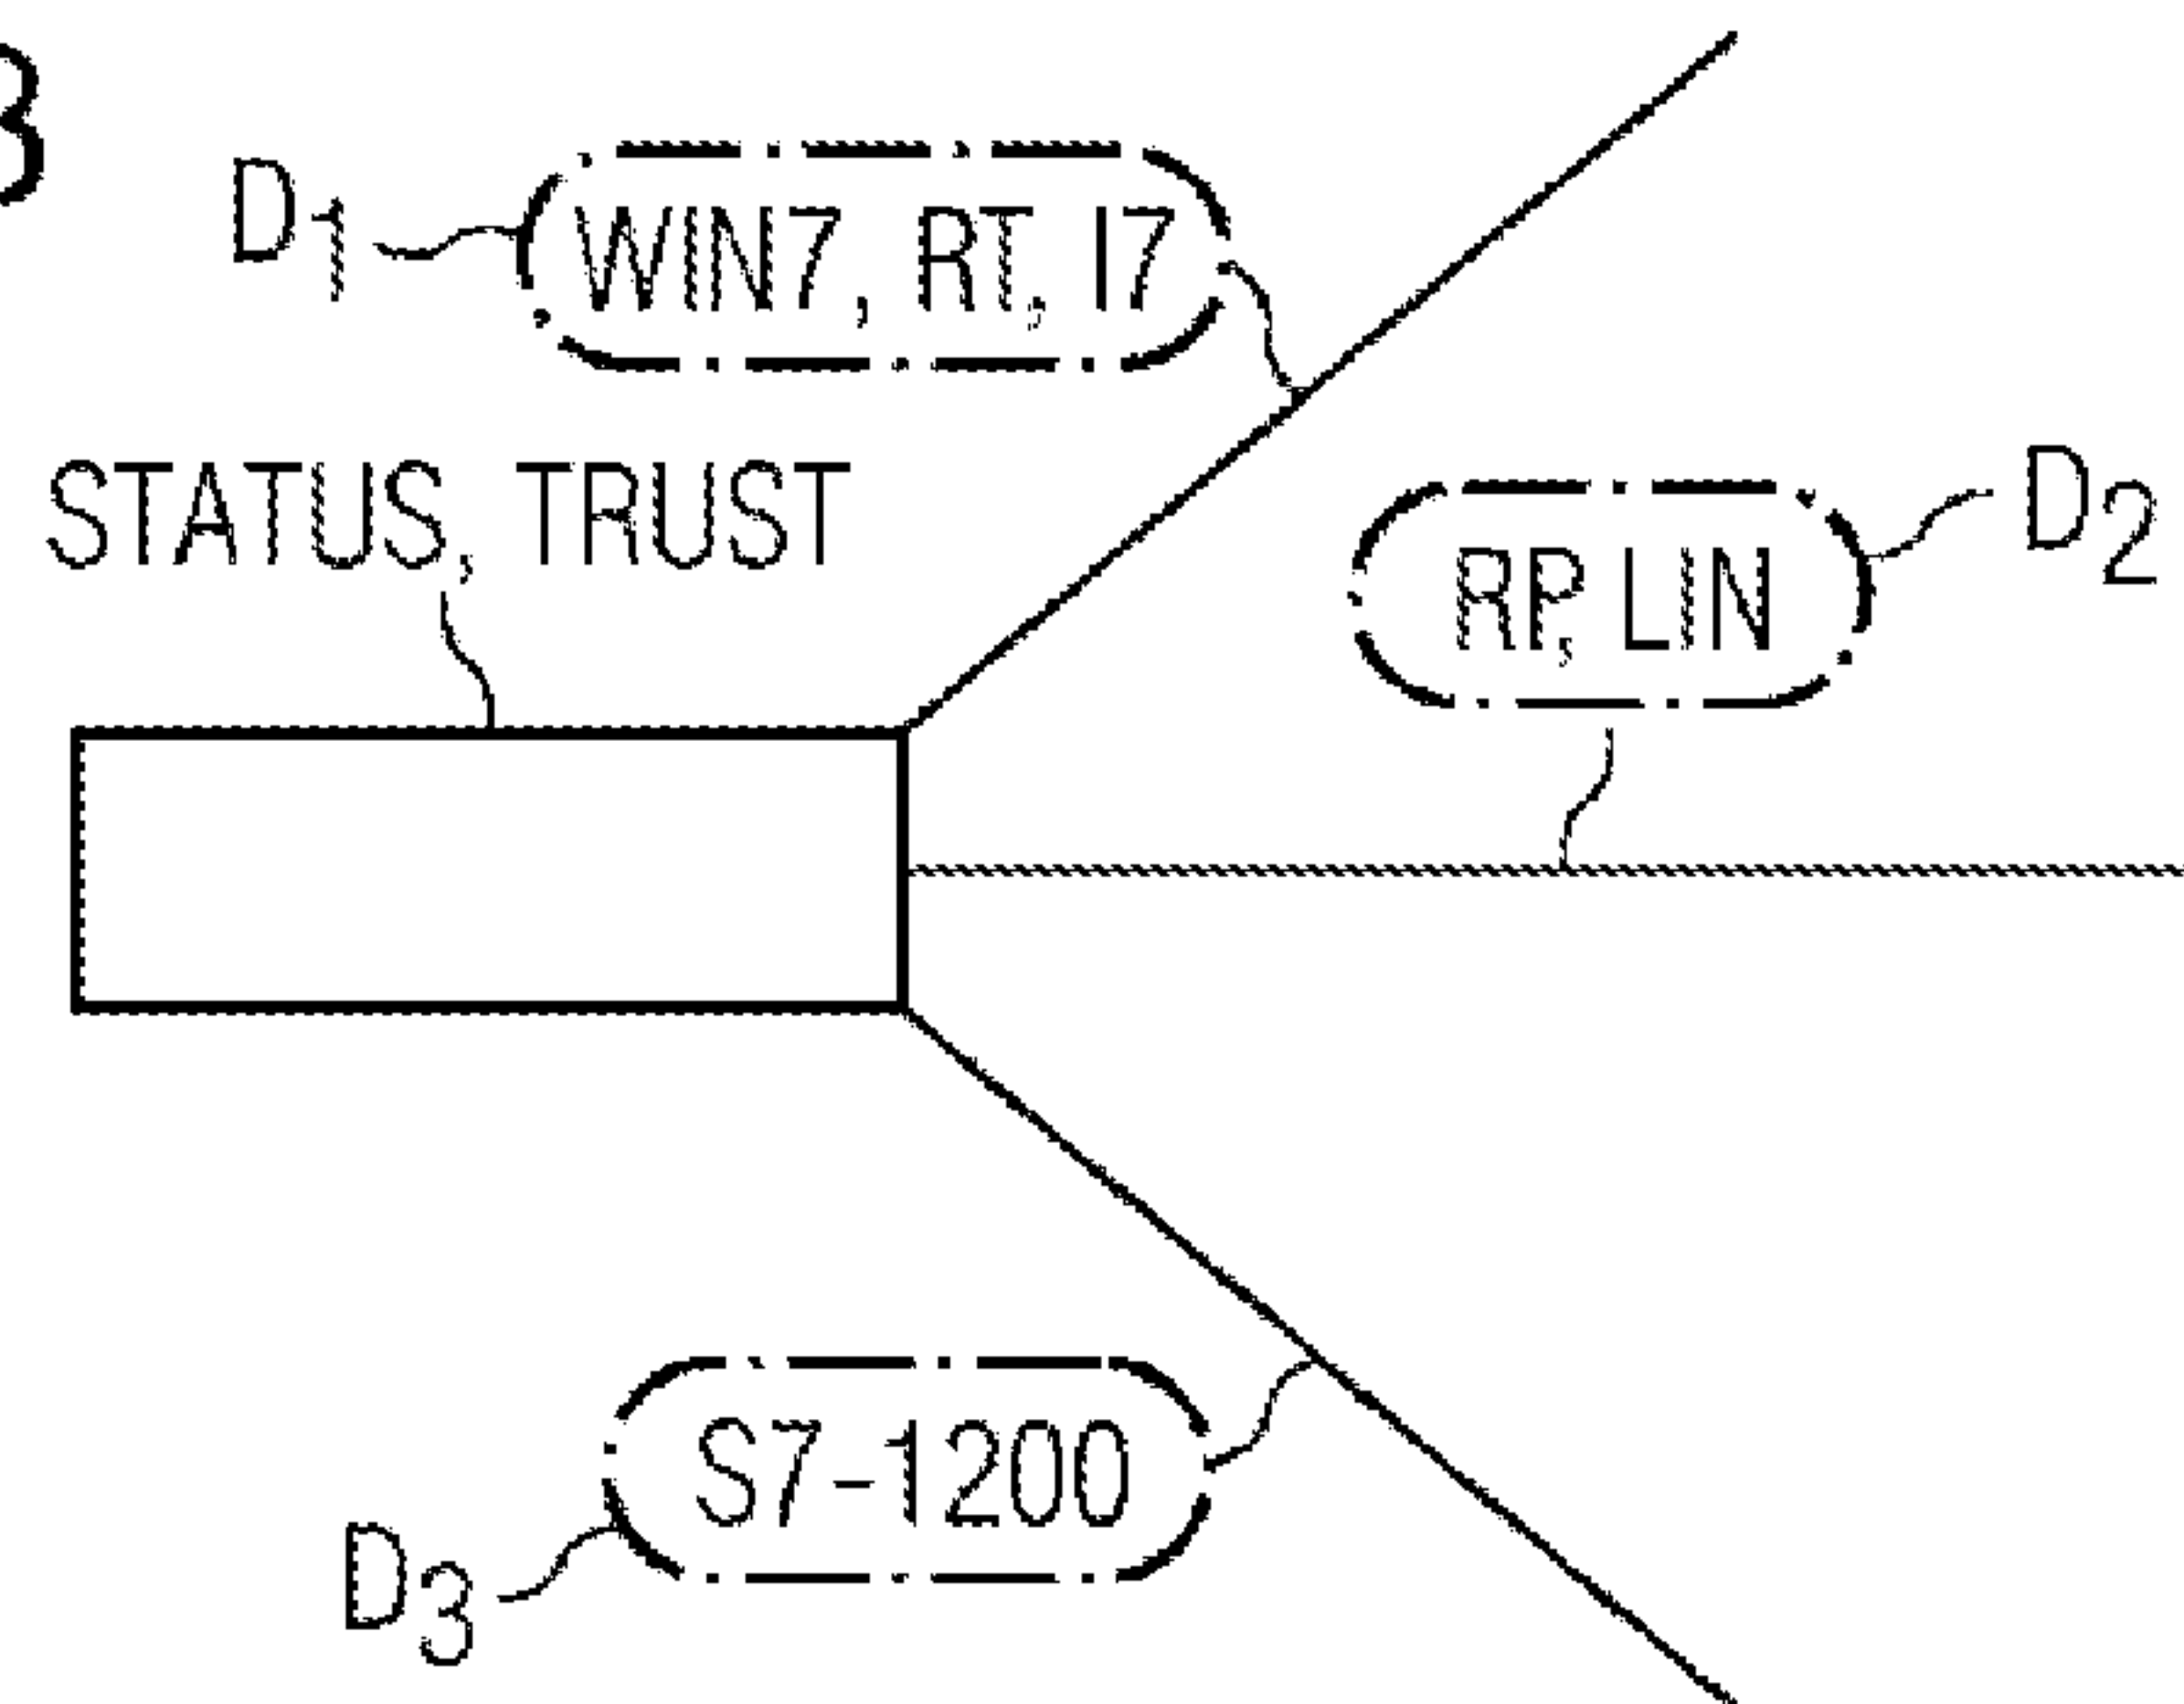 3
D1
WIN7, RT, I7
STATUS, TRUST
D2
RP, LIN
S7-1200
D3